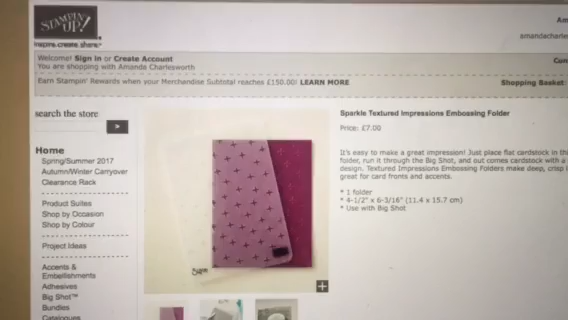 STAMPIN' UP!
inspire.create.share
Welcome! Sign in or Create Account
You are shopping with Amanda Charlesworth
Earn Stampin' Rewards when your Merchandise Subtotal reaches £150.00! LEARN MORE
Shopping Basket
search the store
>
Home
Spring/Summer 2017
Autumn/Winter Carryover
Clearance Rack
Product Suites
Shop by Occasion
Shop by Colour
Project Ideas
Accents &
Embellishments
Adhesives
Big Shot™
Bundles
Catalogues
Sparkle Textured Impressions Embossing Folder
Price: £7.00
It's easy to make a great impression! Just place flat cardstock in
folder, run it through the Big Shot, and out comes cardstock with a
design. Textured Impressions Embossing Folders make deep, crisp
great for card fronts and accents.
* 1 folder
* 4-1/2" x 6-3/16" (11.4 x 15.7 cm)
* Use with Big Shot